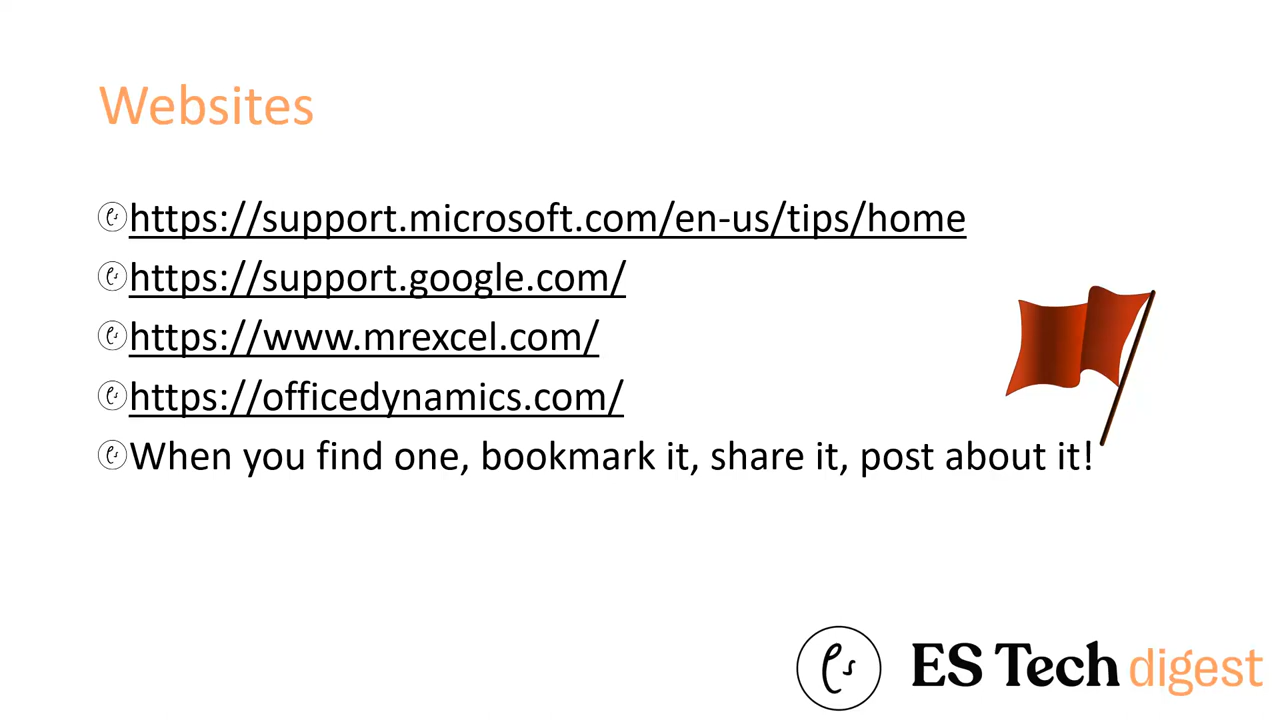 Websites
https://support.microsoft.com/en-us/tips/home
https://support.google.com/
https://www.mrexcel.com/
https://officedynamics.com/
When you find one, bookmark it, share it, post about it!
es ES Tech digest